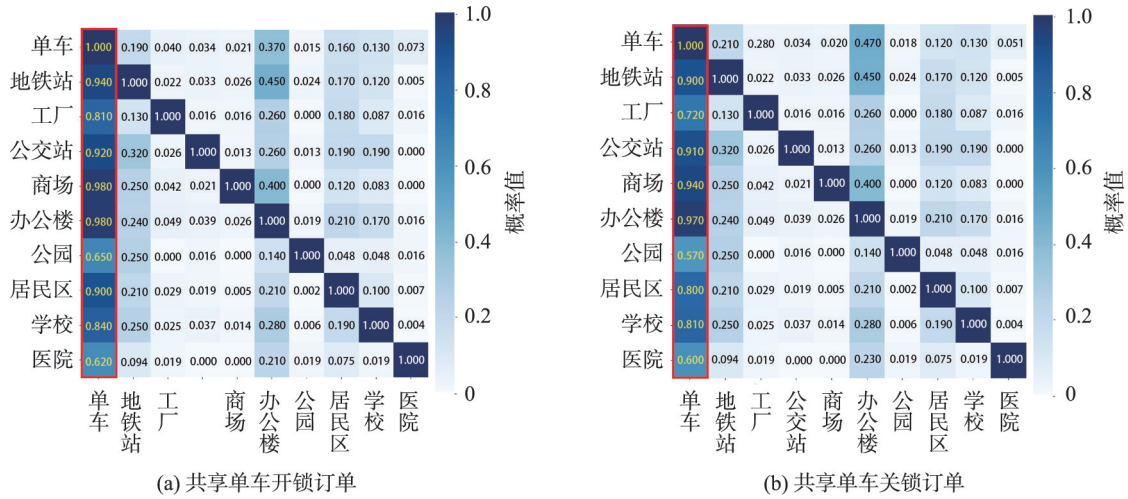 单车 1.000 0.190 0.040 0.034 0.021 0.370 0.015 0.160 0.130 0.073
地铁站 0.940 1.000 0.022 0.033 0.026 0.450 0.024 0.170 0.120 0.005
工厂 0.810 0.130 1.000 0.016 0.016 0.260 0.000 0.180 0.087 0.016
公交站 0.920 0.320 0.026 1.000 0.013 0.260 0.013 0.190 0.190 0.000
商场 0.980 0.250 0.042 0.021 1.000 0.400 0.000 0.120 0.083 0.000
办公楼 0.980 0.240 0.049 0.039 0.026 1.000 0.019 0.210 0.170 0.016
公园 0.650 0.250 0.000 0.016 0.000 0.140 1.000 0.048 0.048 0.016
居民区 0.900 0.210 0.029 0.019 0.005 0.210 0.002 1.000 0.100 0.007
学校 0.840 0.250 0.025 0.037 0.014 0.280 0.006 0.190 1.000 0.004
医院 0.620 0.094 0.019 0.000 0.000 0.210 0.019 0.075 0.019 1.000
单车 地铁站 工厂 商场 办公楼 公园 居民区 学校 医院
1.0
0.8
0.6
0.4
0.2
0
概率值
(a) 共享单车开锁订单
单车 1.000 0.210 0.280 0.034 0.020 0.470 0.018 0.120 0.130 0.051
地铁站 0.900 1.000 0.022 0.033 0.026 0.450 0.024 0.170 0.120 0.005
工厂 0.720 0.130 1.000 0.016 0.016 0.260 0.000 0.180 0.087 0.016
公交站 0.910 0.320 0.026 1.000 0.013 0.260 0.013 0.190 0.190 0.000
商场 0.940 0.250 0.042 0.021 1.000 0.400 0.000 0.120 0.083 0.000
办公楼 0.970 0.240 0.049 0.039 0.026 1.000 0.019 0.210 0.170 0.016
公园 0.570 0.250 0.000 0.016 0.000 0.140 1.000 0.048 0.048 0.016
居民区 0.800 0.210 0.029 0.019 0.005 0.210 0.002 1.000 0.100 0.007
学校 0.810 0.250 0.025 0.037 0.014 0.280 0.006 0.190 1.000 0.004
医院 0.600 0.094 0.019 0.000 0.000 0.230 0.019 0.075 0.019 1.000
单车 地铁站 工厂 公交站 商场 办公楼 公园 居民区 学校 医院
1.0
0.8
0.6
0.4
0.2
0
概率值
(b) 共享单车关锁订单